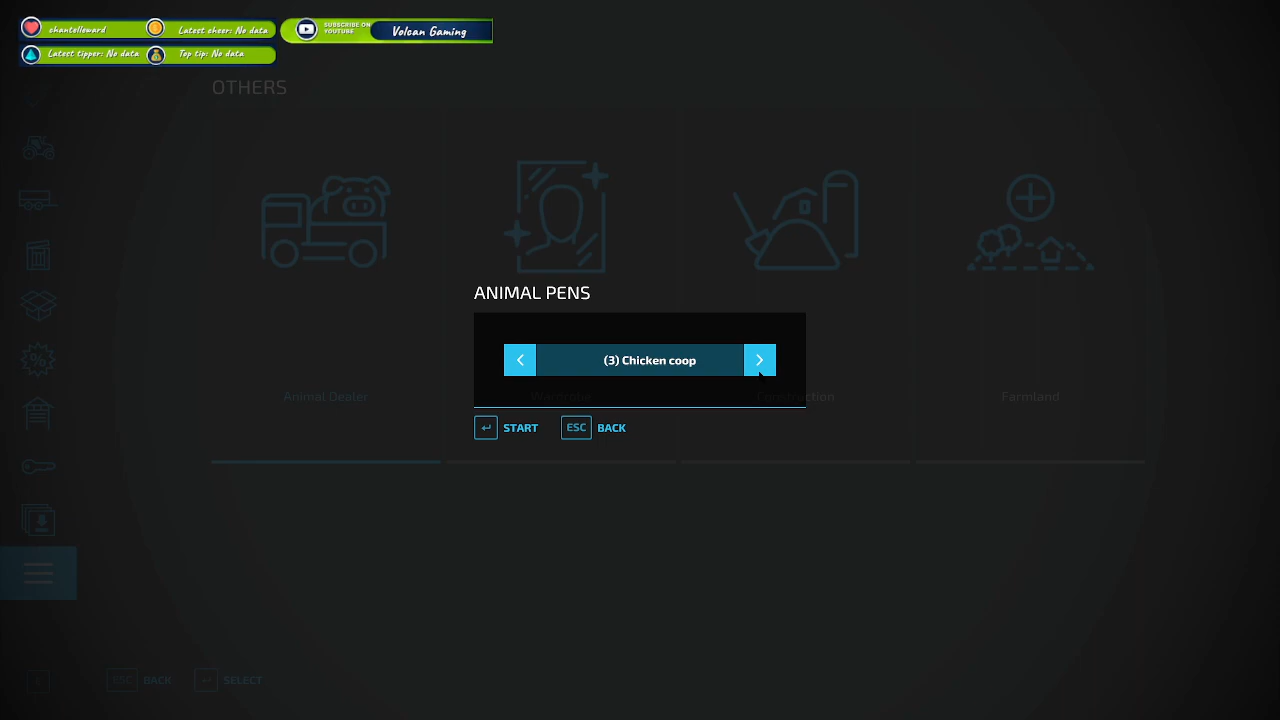 chantelleward
Latest cheer: No data
SUBSCRIBE ON
YOUTUBE
Volcan Gaming
Latest tipper: No data
Top tip: No data
OTHERS
ANIMAL PENS
(3) Chicken coop
Animal Dealer
Wardrobe
Construction
Farmland
START
ESC
BACK
ESC
BACK
SELECT